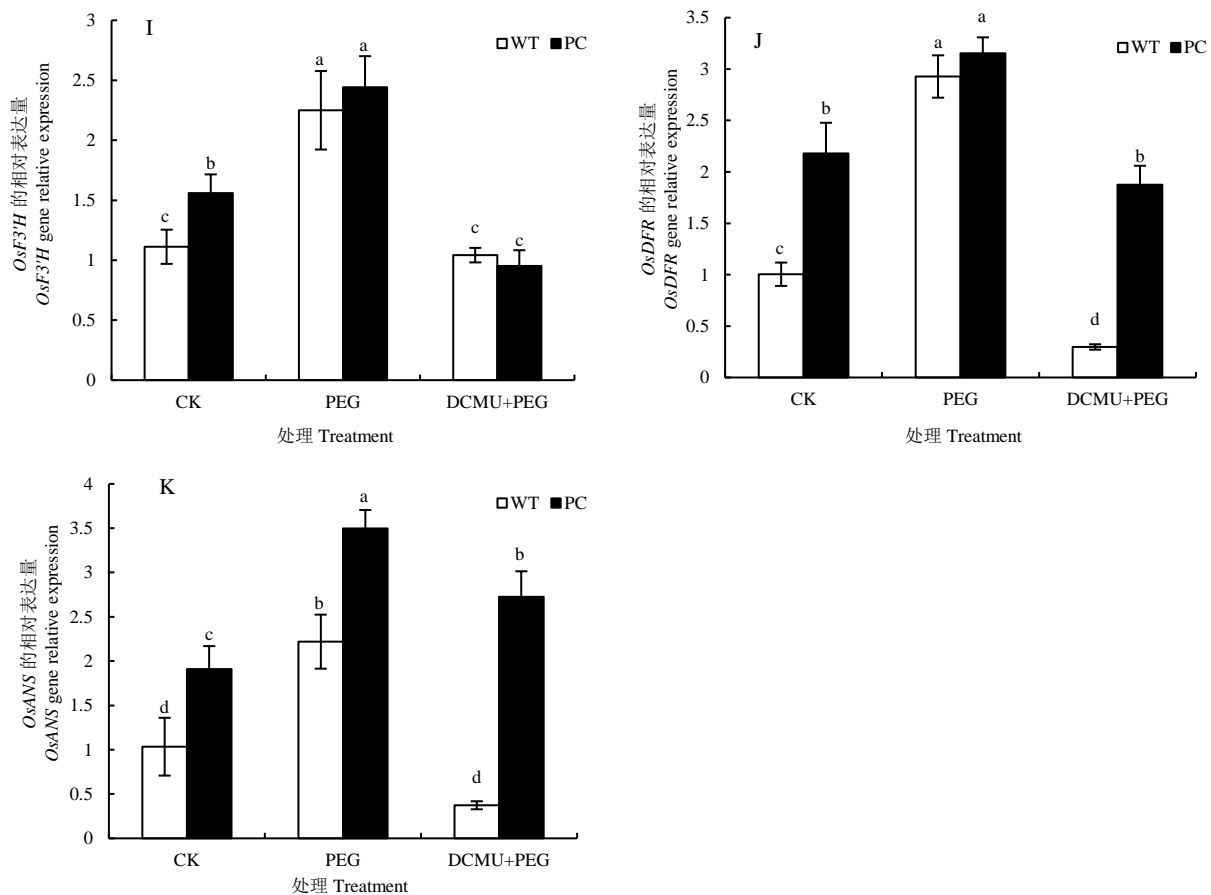 I
WT PC
OsF3'H 的相对表达量
OsF3'H gene relative expression
3
2.5
2
1.5
1
0.5
0
c
b
a
a
c
c
CK
PEG
DCMU+PEG
处理 Treatment
J
WT PC
OsDFR 的相对表达量
OsDFR gene relative expression
3.5
3
2.5
2
1.5
1
0.5
0
c
b
a
a
d
b
CK
PEG
DCMU+PEG
处理 Treatment
K
WT PC
OsANS 的相对表达量
OsANS gene relative expression
4
3.5
3
2.5
2
1.5
1
0.5
0
d
c
b
a
d
b
CK
PEG
DCMU+PEG
处理 Treatment